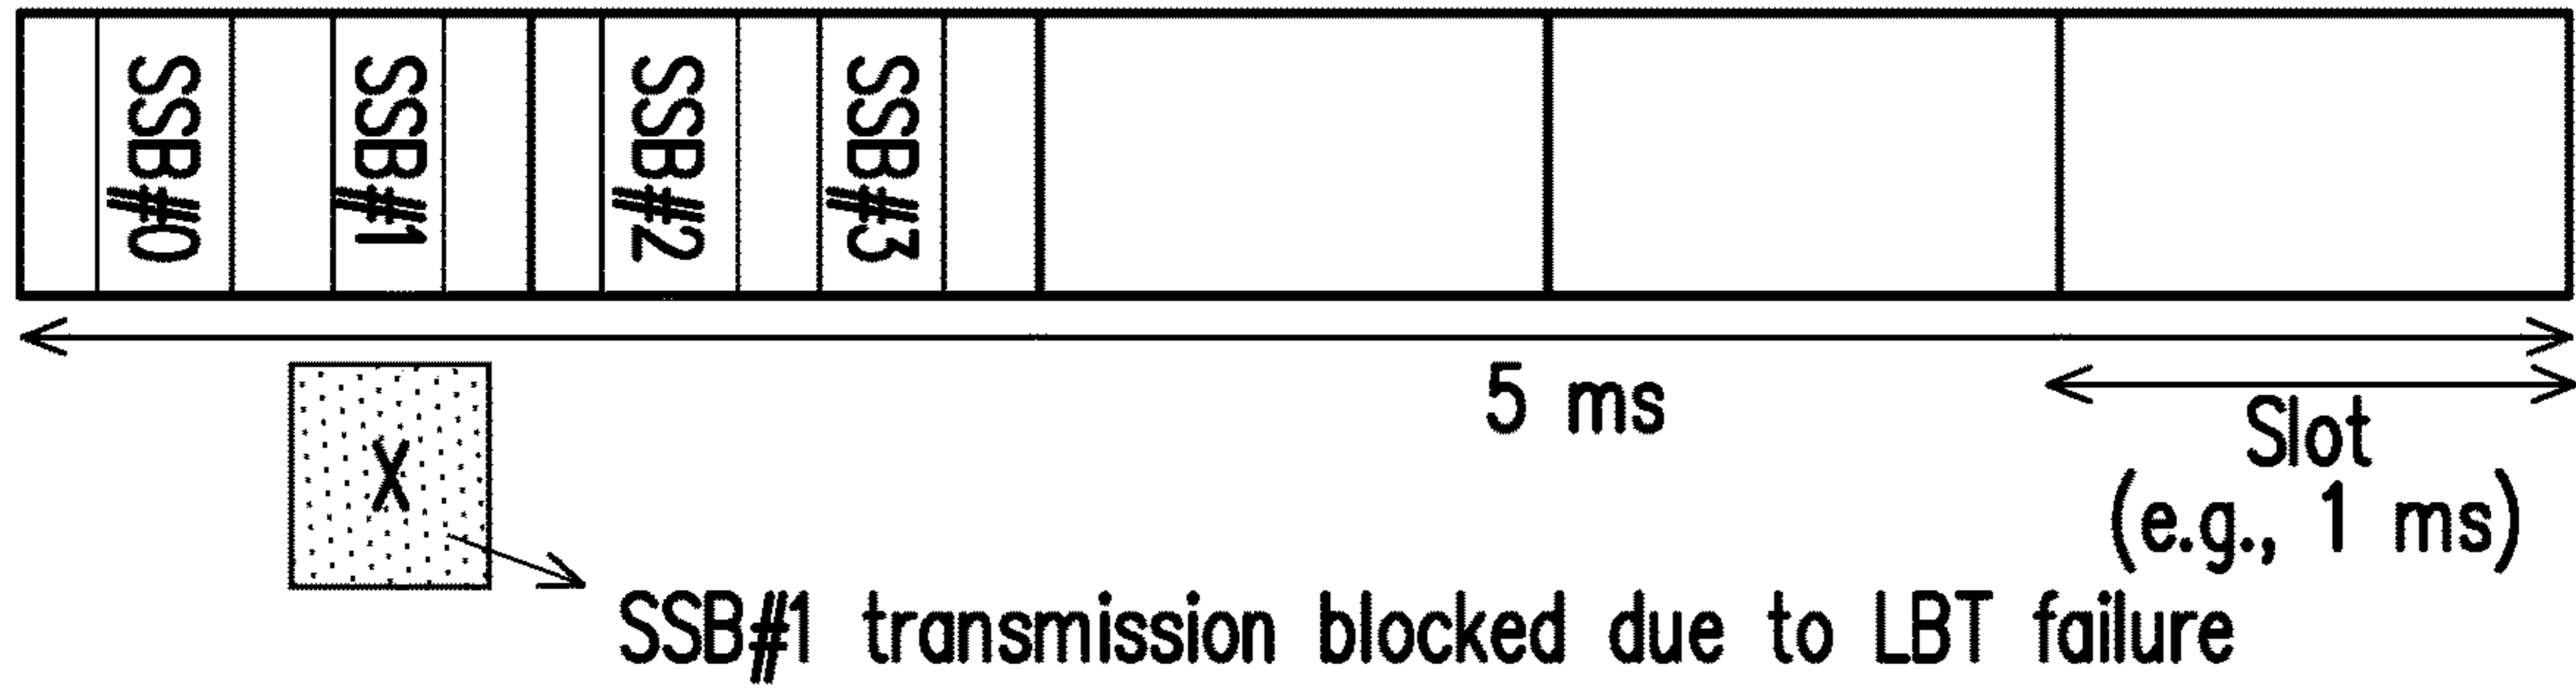 SSB#0
SSB#1
SSB#2
SSB#3
5 ms
Slot
(e.g., 1 ms)
X
SSB#1 transmission blocked due to LBT failure